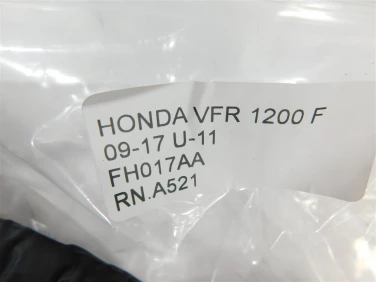 HONDA VFR 1200 F
09-17 U-11
FH017AA
RN.A521